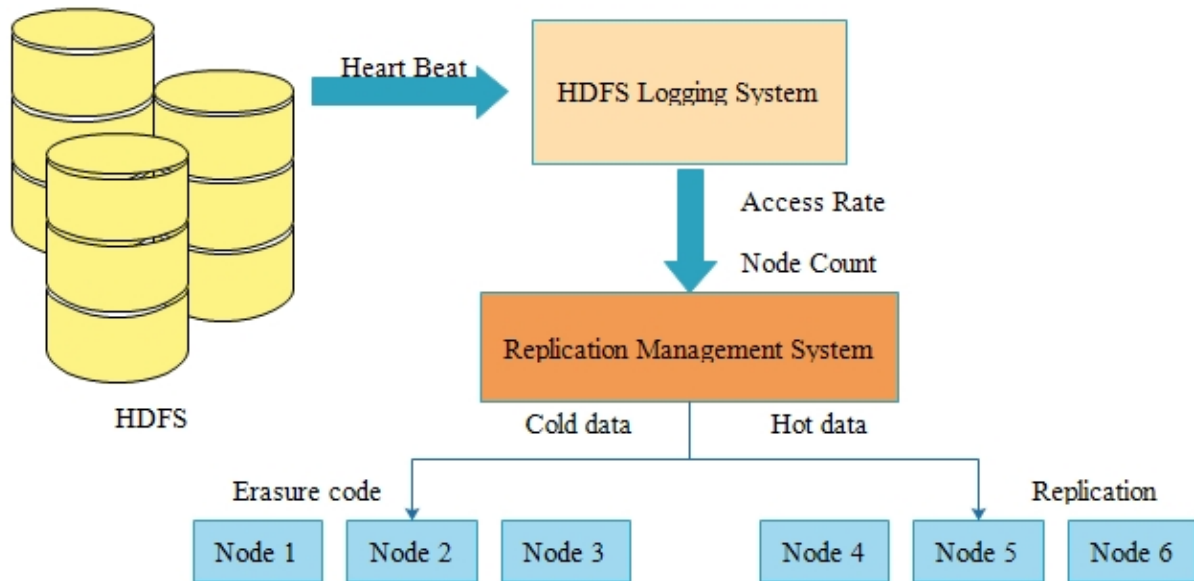 Heart Beat
HDFS Logging System
Access Rate
Node Count
Replication Management System
HDFS
Cold data
Hot data
Erasure code
Replication
Node 1
Node 2
Node 3
Node 4
Node 5
Node 6